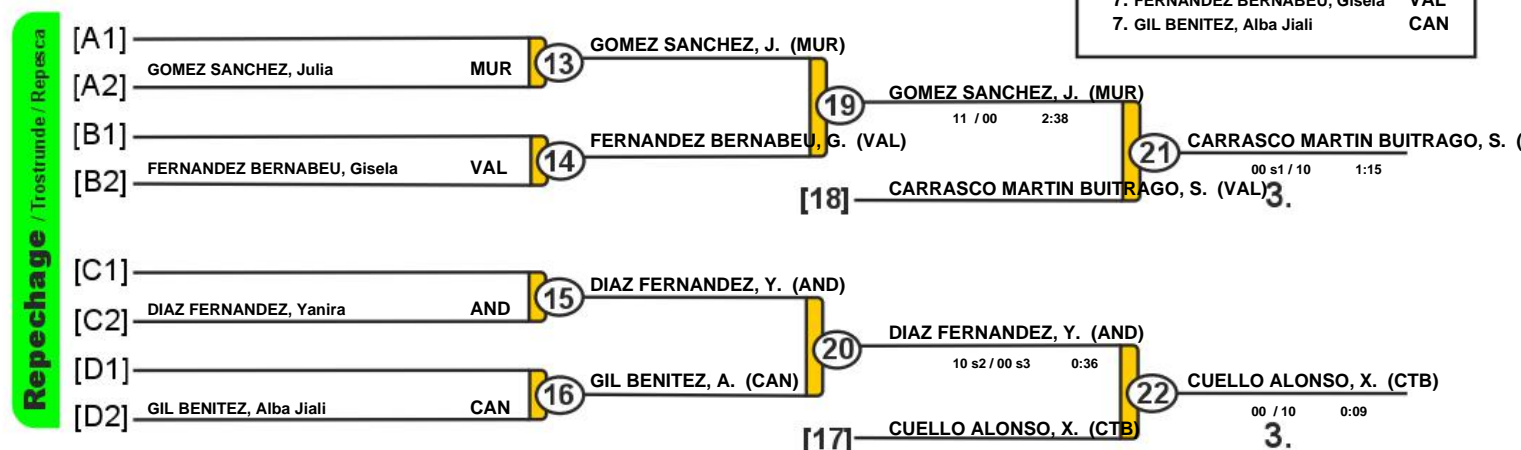 7. FERNANDEZ BERNABEU, Gisela VAL
7. GIL BENITEZ, Alba Jiali CAN
Repechage / Trostrunde / Repesca
[A1]
GOMEZ SANCHEZ, Julia MUR
[A2]
13
GOMEZ SANCHEZ, J. (MUR)
[B1]
FERNANDEZ BERNABEU, Gisela VAL
[B2]
14
FERNANDEZ BERNABEU, G. (VAL)
19
GOMEZ SANCHEZ, J. (MUR)
11 / 00 2:38
[18]
CARRASCO MARTIN BUITRAGO, S. (VAL)
21
CARRASCO MARTIN BUITRAGO, S. (
00 s1 / 10 1:15
3.
[C1]
DIAZ FERNANDEZ, Yanira AND
[C2]
15
DIAZ FERNANDEZ, Y. (AND)
[D1]
GIL BENITEZ, Alba Jiali CAN
[D2]
16
GIL BENITEZ, A. (CAN)
20
DIAZ FERNANDEZ, Y. (AND)
10 s2 / 00 s3 0:36
[17]
CUELLO ALONSO, X. (CTB)
22
CUELLO ALONSO, X. (CTB)
00 / 10 0:09
3.